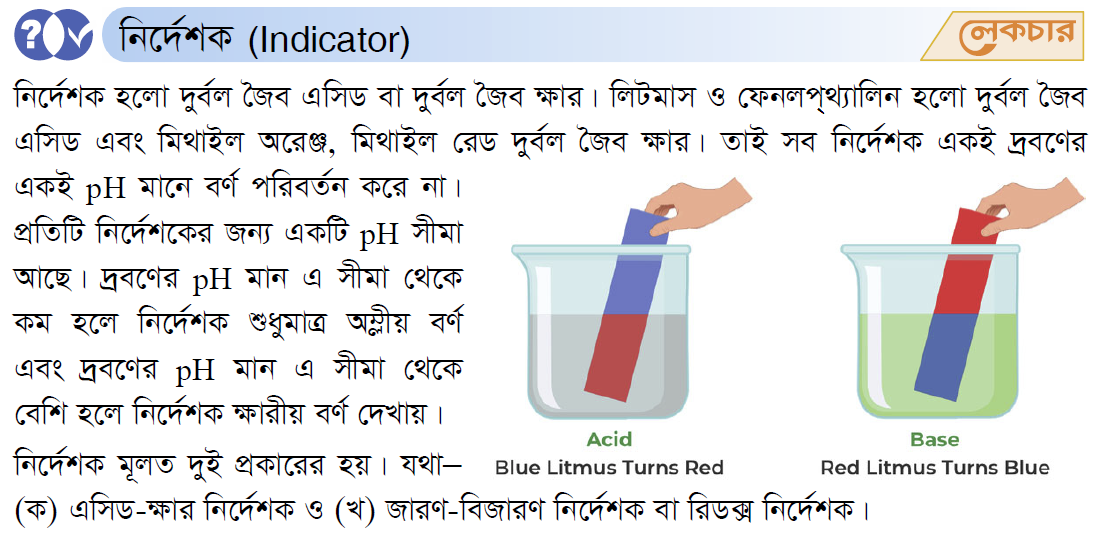 নির্দেশক (Indicator)
লেকচার
নির্দেশক হলো দুর্বল জৈব এসিড বা দুর্বল জৈব ক্ষার। লিটমাস ও ফেনলপ্থ্যালিন হলো দুর্বল জৈব
এসিড এবং মিথাইল অরেঞ্জ, মিথাইল রেড দুর্বল জৈব ক্ষার। তাই সব নির্দেশক একই দ্রবণের
একই pH মানে বর্ণ পরিবর্তন করে না।
প্রতিটি নির্দেশকের জন্য একটি pH সীমা
আছে। দ্রবণের pH মান এ সীমা থেকে
কম হলে নির্দেশক শুধুমাত্র অম্লীয় বর্ণ
এবং দ্রবণের pH মান এ সীমা থেকে
বেশি হলে নির্দেশক ক্ষারীয় বর্ণ দেখায়।
নির্দেশক মূলত দুই প্রকারের হয়। যথা–
(ক) এসিড-ক্ষার নির্দেশক ও (খ) জারণ-বিজারণ নির্দেশক বা রিডক্স নির্দেশক।
Acid
Blue Litmus Turns Red
Base
Red Litmus Turns Blue